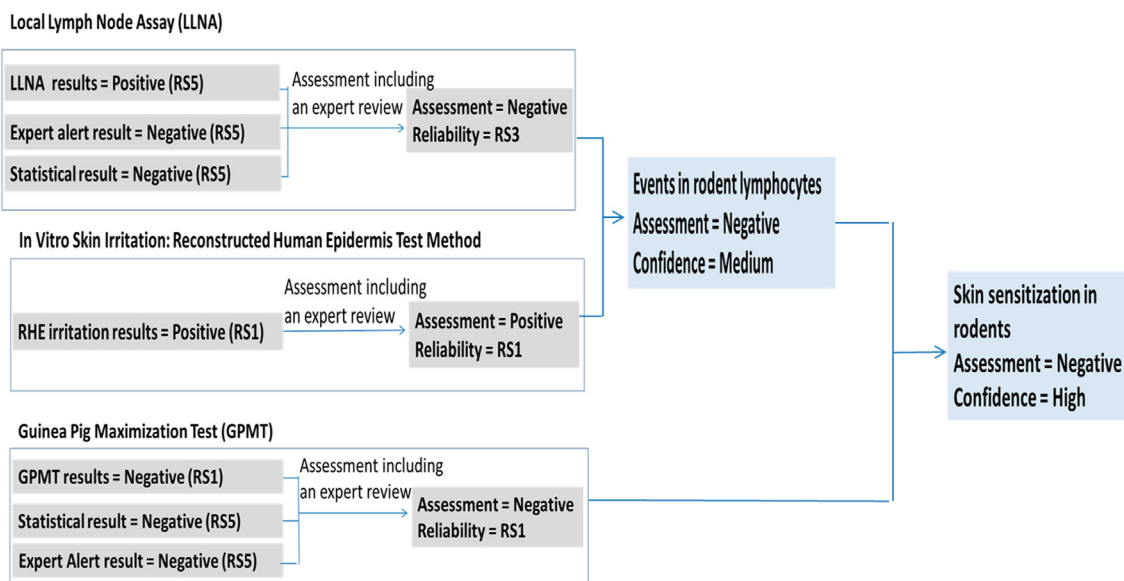 Local Lymph Node Assay (LLNA)
LLNA results = Positive (RS5)
Expert alert result = Negative (RS5)
Statistical result = Negative (RS5)
Assessment including
an expert review
Assessment = Negative
Reliability = RS3
In Vitro Skin Irritation: Reconstructed Human Epidermis Test Method
RHE irritation results = Positive (RS1)
Assessment including
an expert review
Assessment = Positive
Reliability = RS1
Guinea Pig Maximization Test (GPMT)
GPMT results = Negative (RS1)
Statistical result = Negative (RS5)
Expert Alert result = Negative (RS5)
Assessment including
an expert review
Assessment = Negative
Reliability = RS1
Events in rodent lymphocytes
Assessment = Negative
Confidence = Medium
Skin sensitization in
rodents
Assessment = Negative
Confidence = High